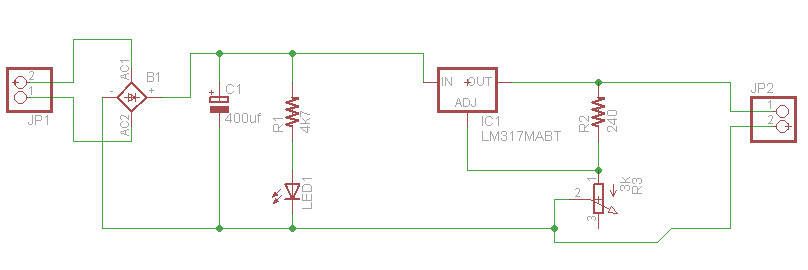 2
1
JP1
AC1
AC2
B1
-
+
+
C1
400uf
R1
4k7
LED1
IN
OUT
ADJ
IC1
LM317MABT
R2
240
1
2
3
3k
R3
JP2
1
2